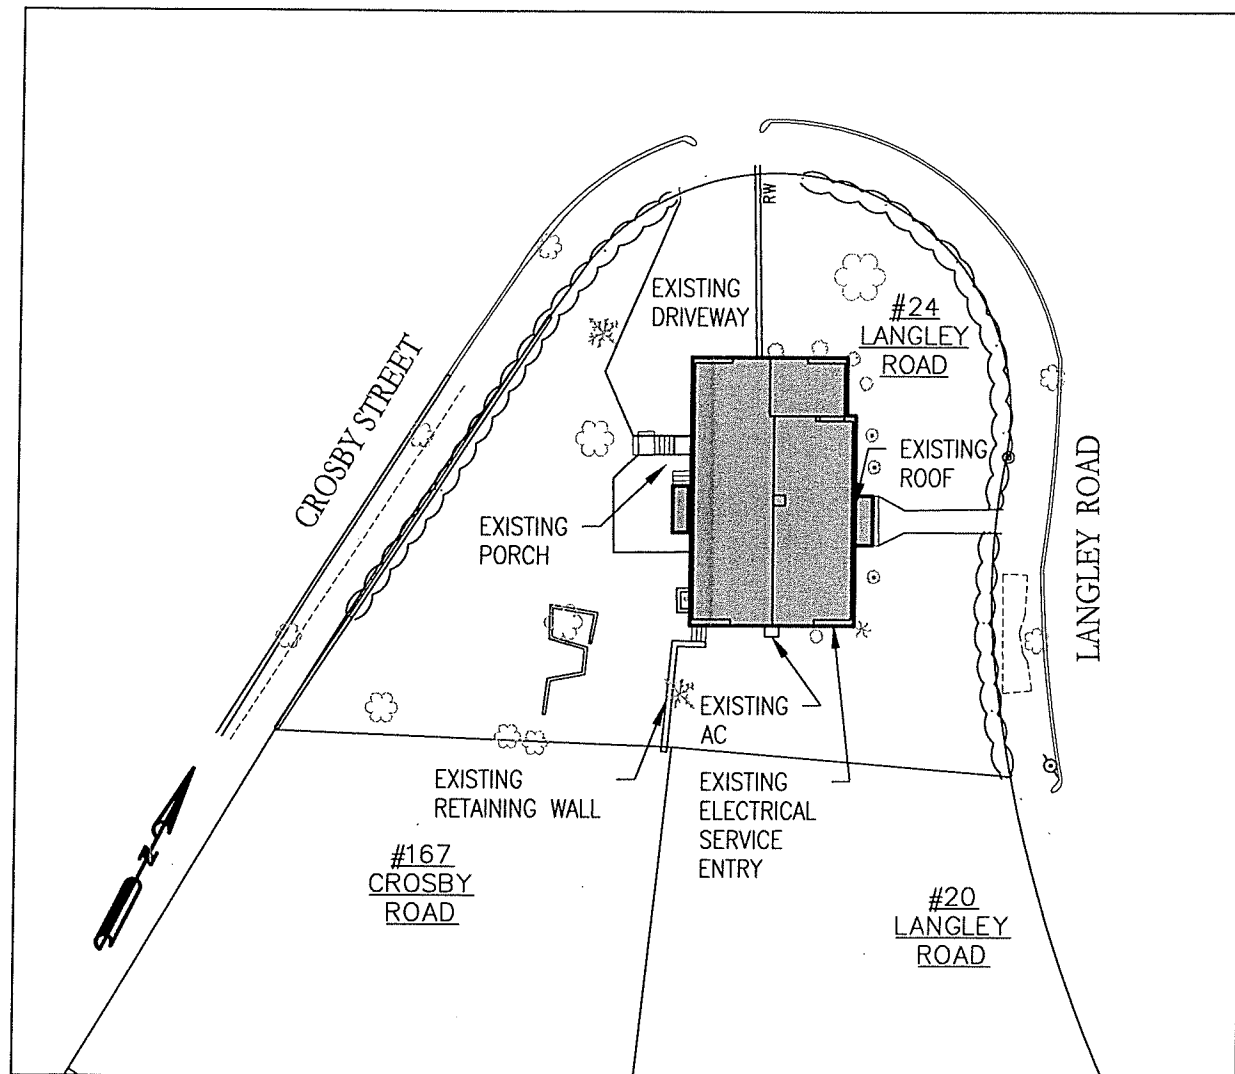 RW
EXISTING
DRIVEWAY
#24
LANGLEY
ROAD
CROSBY STREET
EXISTING
ROOF
LANGLEY ROAD
EXISTING
PORCH
EXISTING
AC
EXISTING
RETAINING WALL
EXISTING
ELECTRICAL
SERVICE
ENTRY
#167
CROSBY
ROAD
#20
LANGLEY
ROAD
N